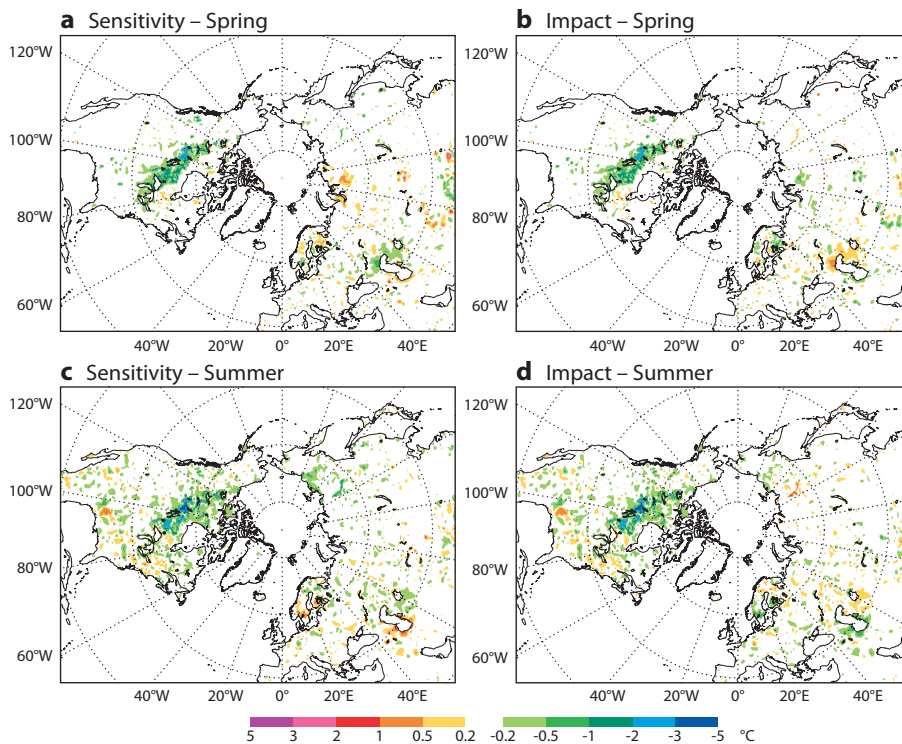 a Sensitivity – Spring
b Impact – Spring
120°W
120°W
100°W
100°W
80°W
80°W
60°W
60°W
40°W 20°W 0° 20°E 40°E
40°W 20°W 0° 20°E 40°E
c Sensitivity – Summer
d Impact – Summer
120°W
120°W
100°W
100°W
80°W
80°W
60°W
60°W
40°W 20°W 0° 20°E 40°E
40°W 20°W 0° 20°E 40°E
5 3 2 1 0.5 0.2 -0.2 -0.5 -1 -2 -3 -5 °C